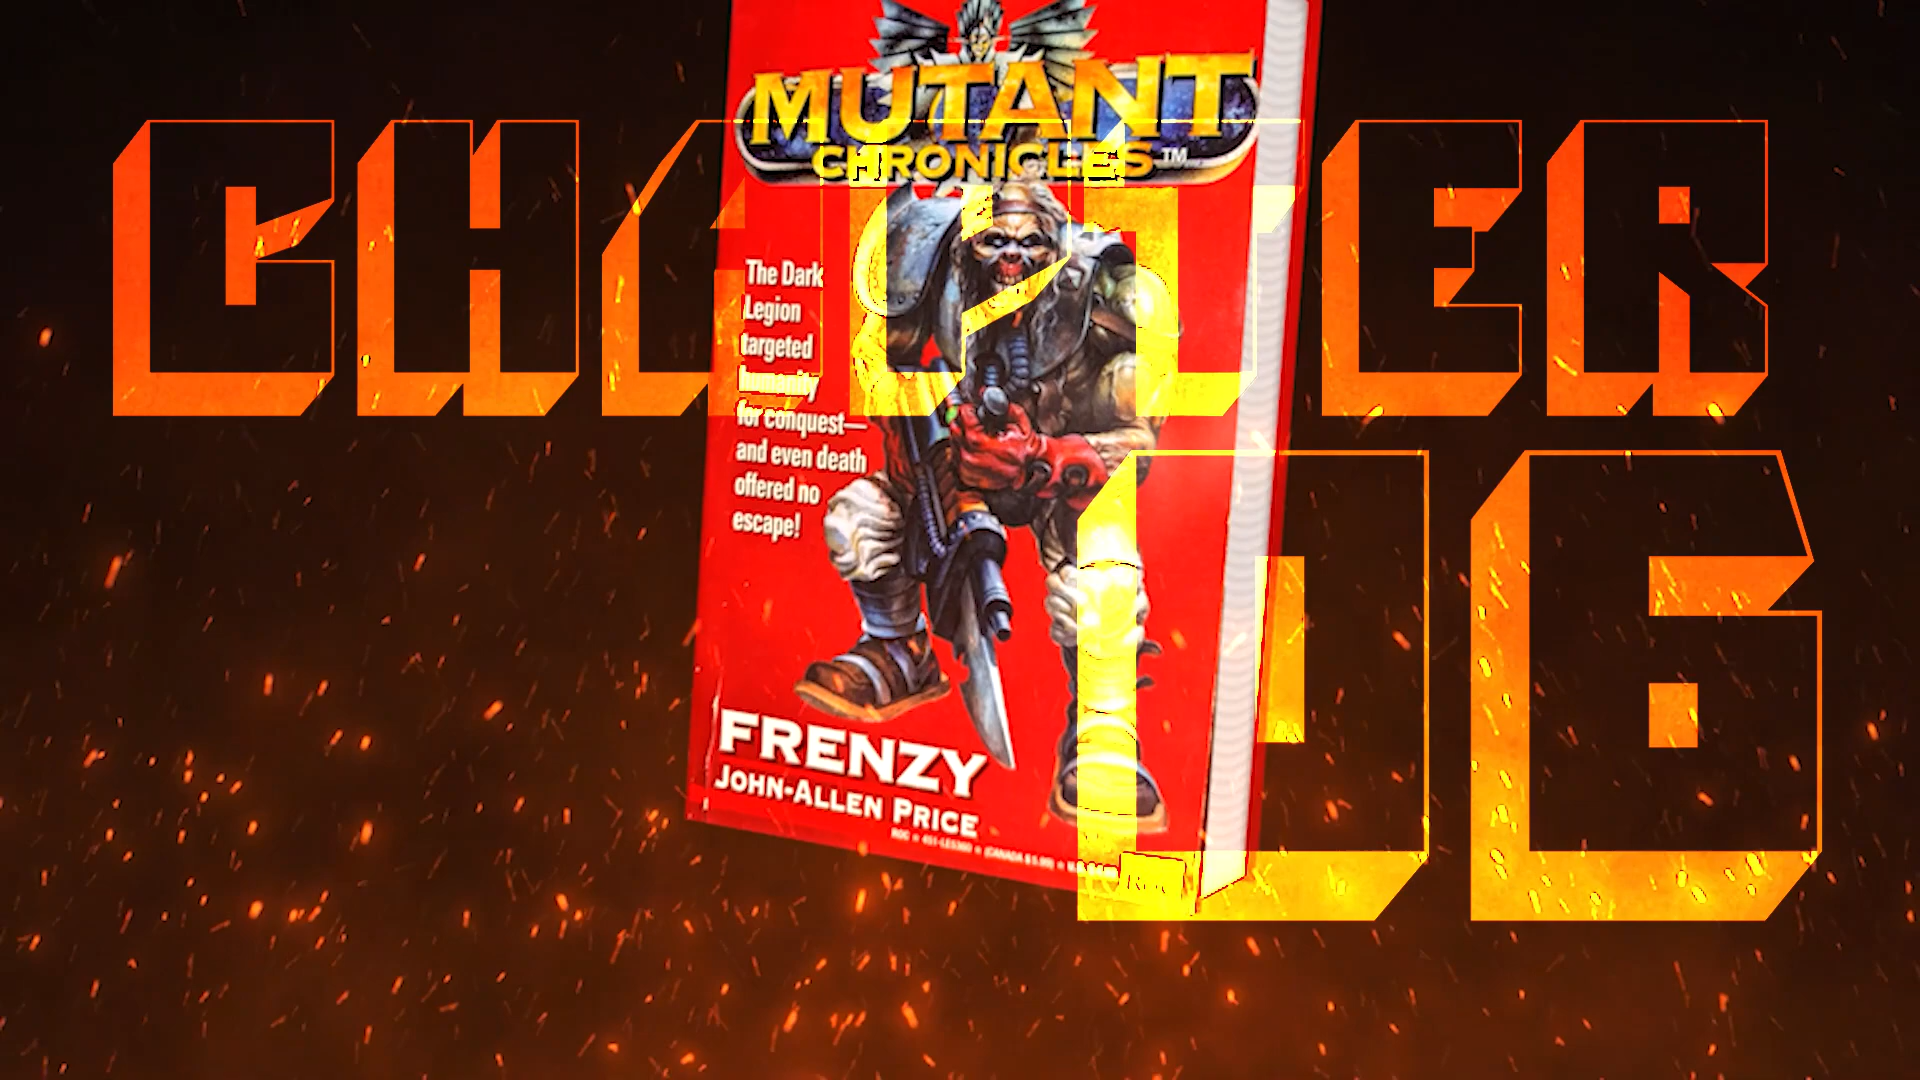 MUTANT
CHRONICLES™
CHAPTER
06
The Dark
Legion
targeted
humanity
for conquest—
and even death
offered no
escape!
FRENZY
JOHN-ALLEN PRICE
ROC